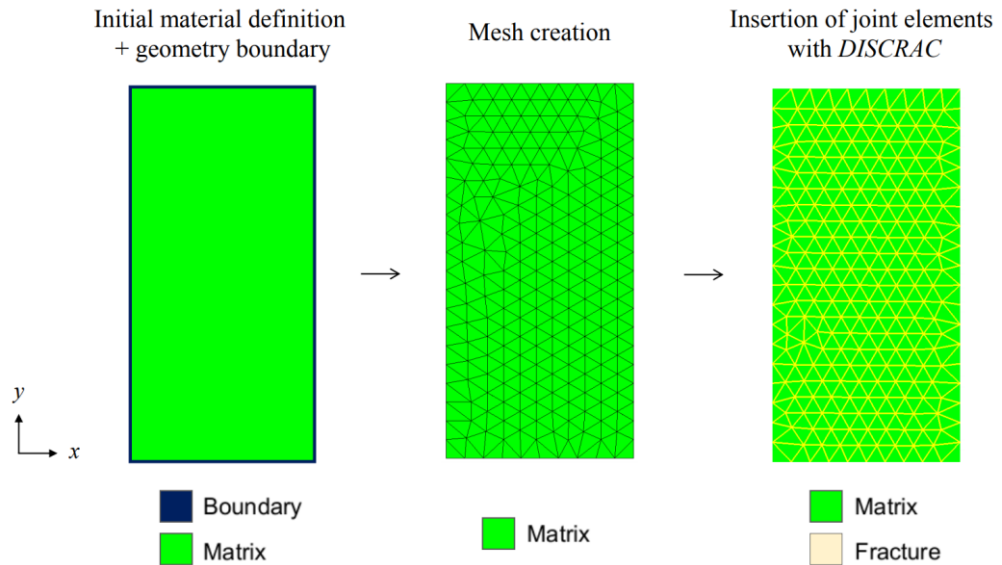 Initial material definition
+ geometry boundary
Mesh creation
Insertion of joint elements
with DISCRAC
y
x
Boundary
Matrix
Matrix
Matrix
Fracture